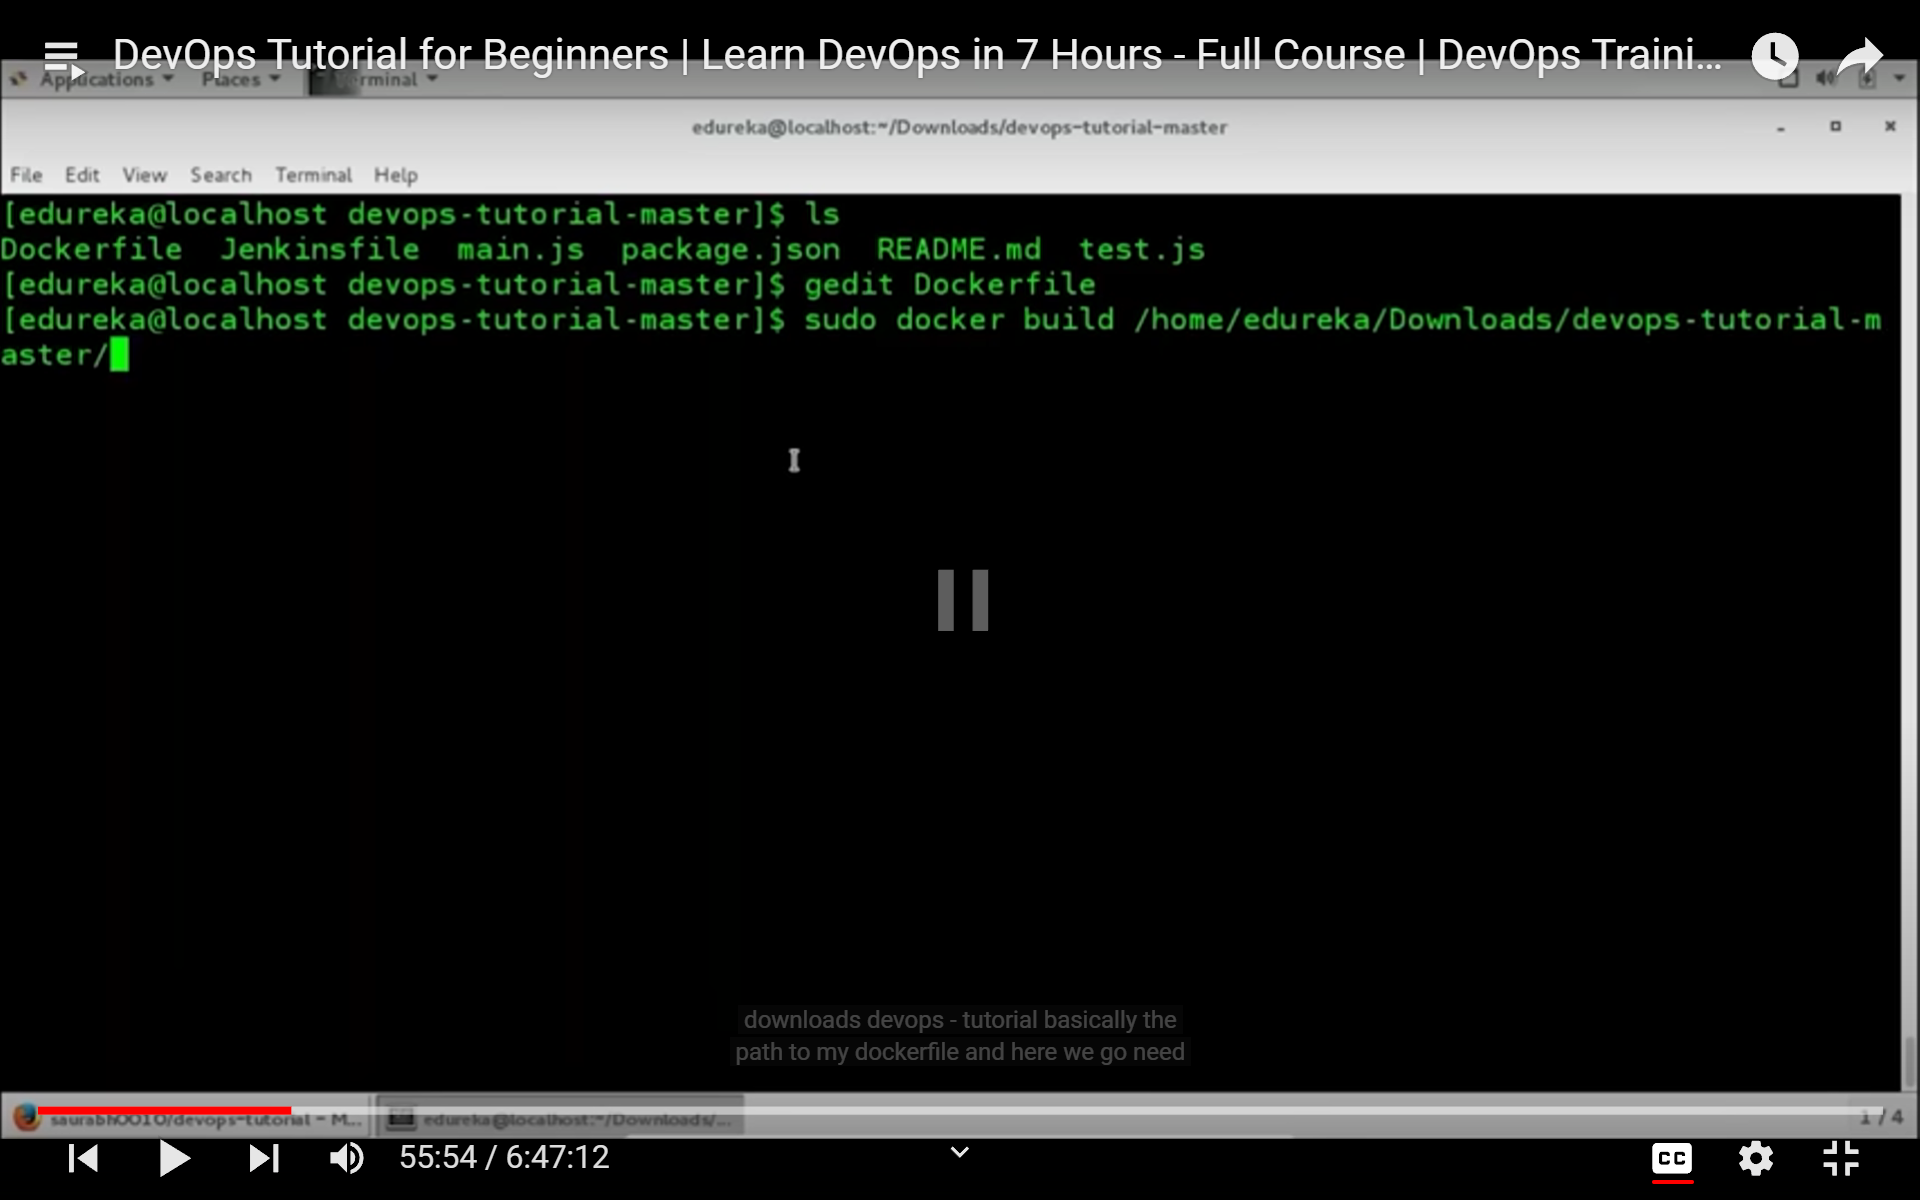 DevOps Tutorial for Beginners | Learn DevOps in 7 Hours - Full Course | DevOps Traini...
Applications Places Terminal
edureka@localhost:~/Downloads/devops-tutorial-master
File Edit View Search Terminal Help
[edureka@localhost devops-tutorial-master]$ ls
Dockerfile Jenkinsfile main.js package.json README.md test.js
[edureka@localhost devops-tutorial-master]$ gedit Dockerfile
[edureka@localhost devops-tutorial-master]$ sudo docker build /home/edureka/Downloads/devops-tutorial-m
aster/
downloads devops - tutorial basically the
path to my dockerfile and here we go need
saurabh0010/devops-tutorial - M... edureka@localhost:~/Downloads/... 1 / 4
55:54 / 6:47:12 CC